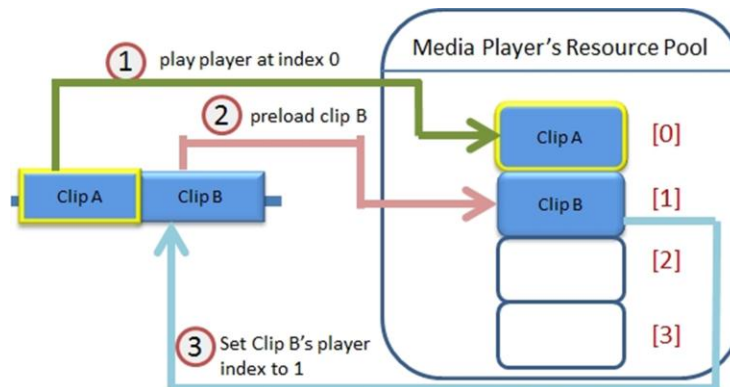 Media Player's Resource Pool
1 play player at index 0
2 preload clip B
Clip A [0]
Clip A Clip B
Clip B [1]
[2]
[3]
3 Set Clip B's player
index to 1